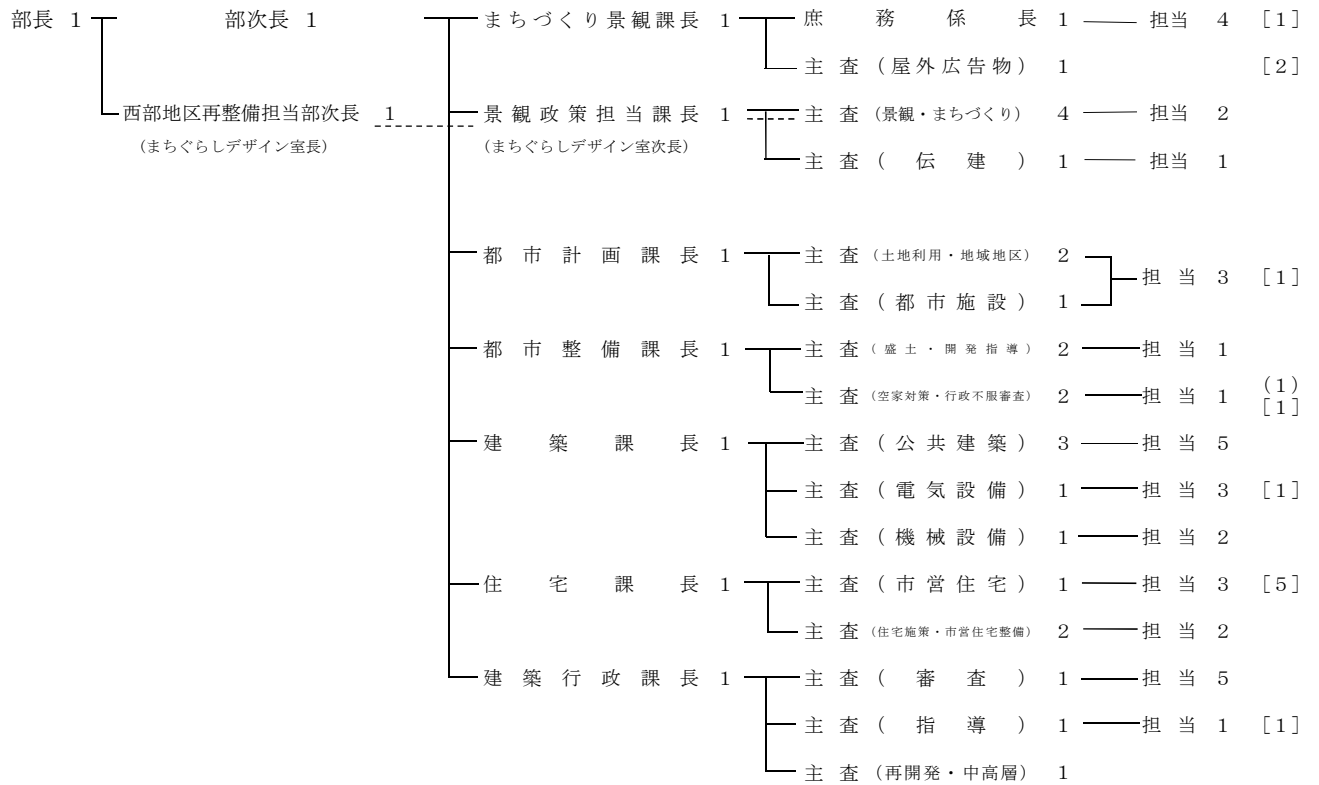 部長 1 部次長 1 まちづくり景観課長 1 庶務係長 1 担当 4 [1]
主査(屋外広告物) 1 [2]
西部地区再整備担当部次長 1 景観政策担当課長 1 主査(景観・まちづくり) 4 担当 2
(まちぐらしデザイン室長) (まちぐらしデザイン室次長)
主査(伝建) 1 担当 1
都市計画課長 1 主査(土地利用・地域地区) 2
担当 3 [1]
主査(都市施設) 1
都市整備課長 1 主査(盛土・開発指導) 2 担当 1
主査(空家対策・行政不服審査) 2 担当 1 (1)
[1]
建築課長 1 主査(公共建築) 3 担当 5
主査(電気設備) 1 担当 3 [1]
主査(機械設備) 1 担当 2
住宅課長 1 主査(市営住宅) 1 担当 3 [5]
主査(住宅施策・市営住宅整備) 2 担当 2
建築行政課長 1 主査(審査) 1 担当 5
主査(指導) 1 担当 1 [1]
主査(再開発・中高層) 1